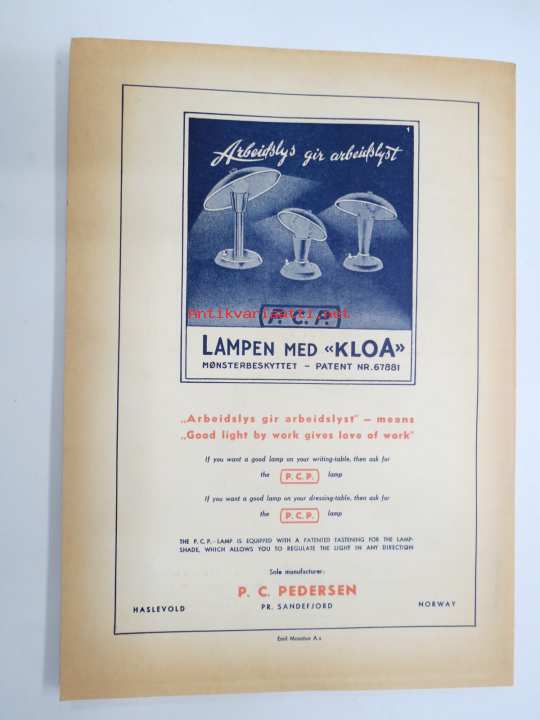 Arbeidslys gir arbeidslyst
P. C. P.
Antikvariaatti.net
LAMPEN MED «KLOA»
MØNSTERBESKYTTET – PATENT NR. 67881
„Arbeidslys gir arbeidslyst" — means
„Good light by work gives love of work"
If you want a good lamp on your writing-table, then ask for
the P.C.P. lamp
If you want a good lamp on your dressing-table, then ask for
the P.C.P. lamp
THE P.C.P.-LAMP IS EQUIPPED WITH A PATENTED FASTENING FOR THE LAMP-
SHADE, WHICH ALLOWS YOU TO REGULATE THE LIGHT IN ANY DIRECTION
Sole manufacturer:
P. C. PEDERSEN
HASLEVOLD PR. SANDEFJORD NORWAY
Emil Moestue A.s